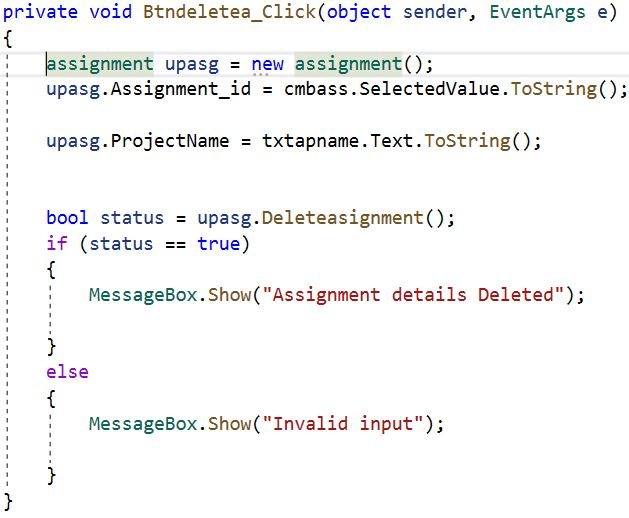 private void Btndeletea_Click(object sender, EventArgs e)
{
assignment upasg = new assignment();
upasg.Assignment_id = cmbass.SelectedValue.ToString();
upasg.ProjectName = txtapname.Text.ToString();
bool status = upasg.Deleteasignment();
if (status == true)
{
MessageBox.Show("Assignment details Deleted");
}
else
{
MessageBox.Show("Invalid input");
}
}